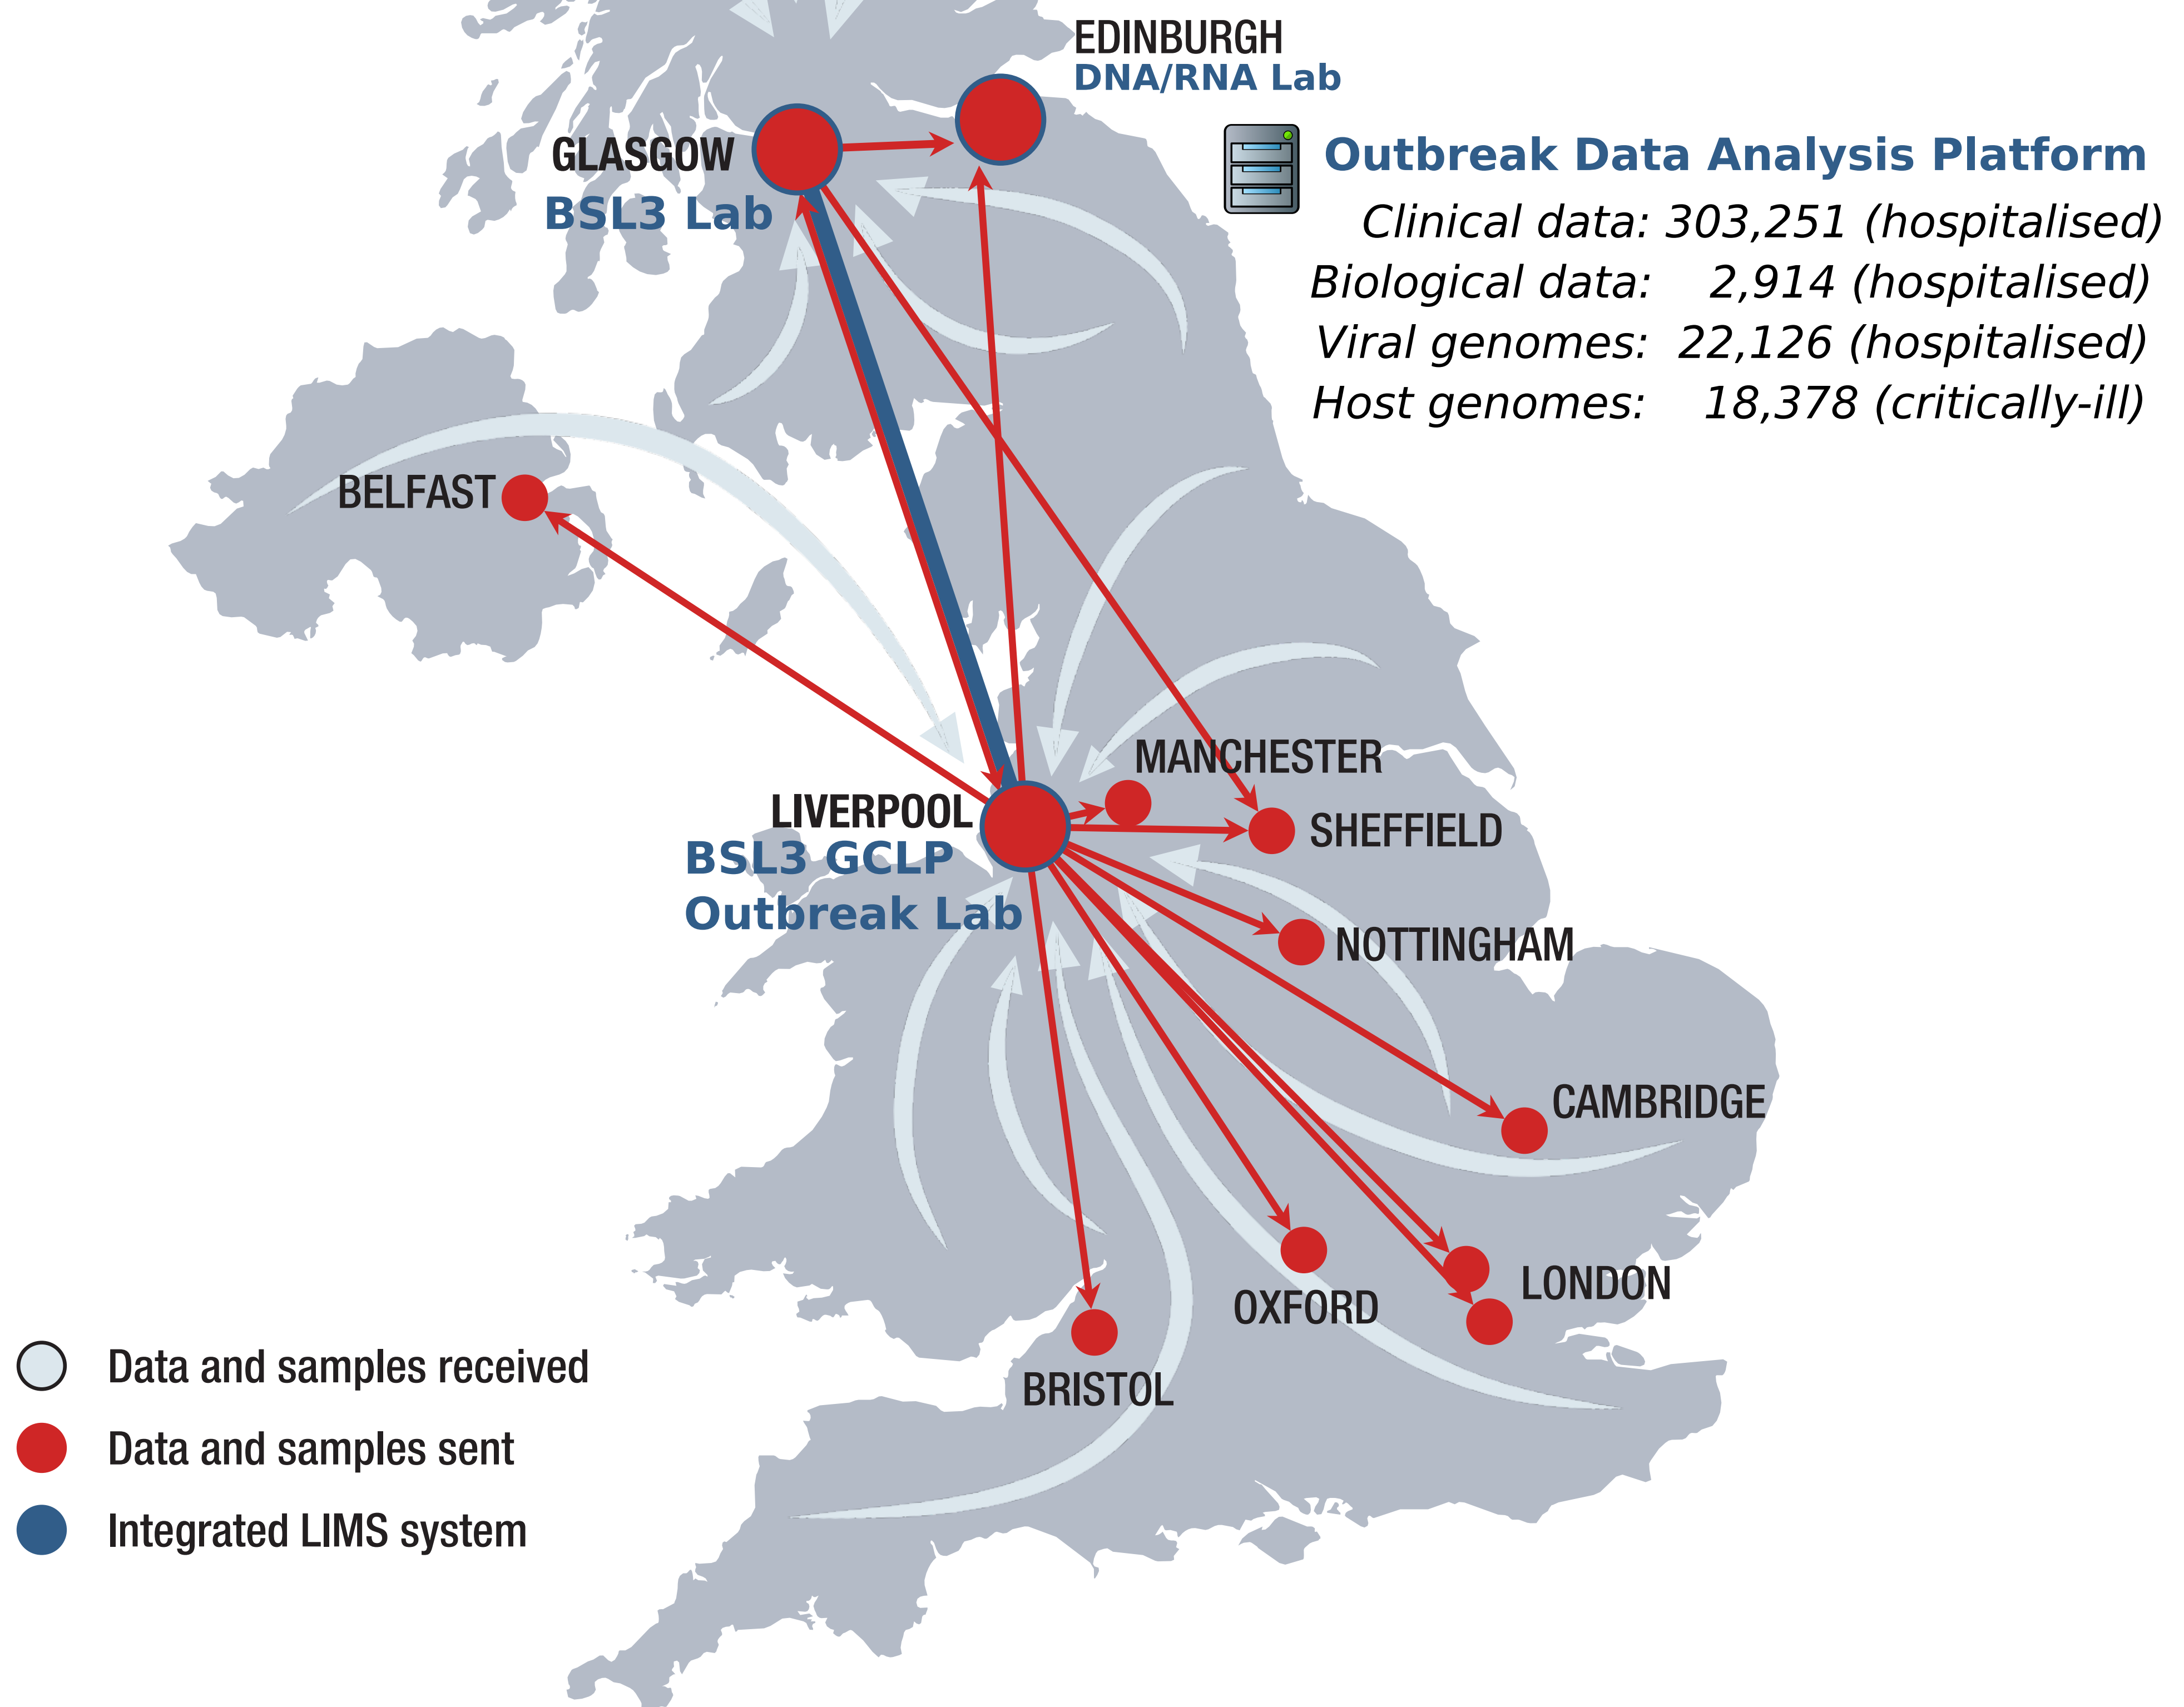 EDINBURGH
DNA/RNA Lab
GLASGOW
BSL3 Lab
Outbreak Data Analysis Platform
Clinical data: 303,251 (hospitalised)
Biological data: 2,914 (hospitalised)
Viral genomes: 22,126 (hospitalised)
Host genomes: 18,378 (critically-ill)
BELFAST
MANCHESTER
LIVERPOOL
BSL3 GCLP
Outbreak Lab
SHEFFIELD
NOTTINGHAM
CAMBRIDGE
LONDON
OXFORD
BRISTOL
Data and samples received
Data and samples sent
Integrated LIMS system